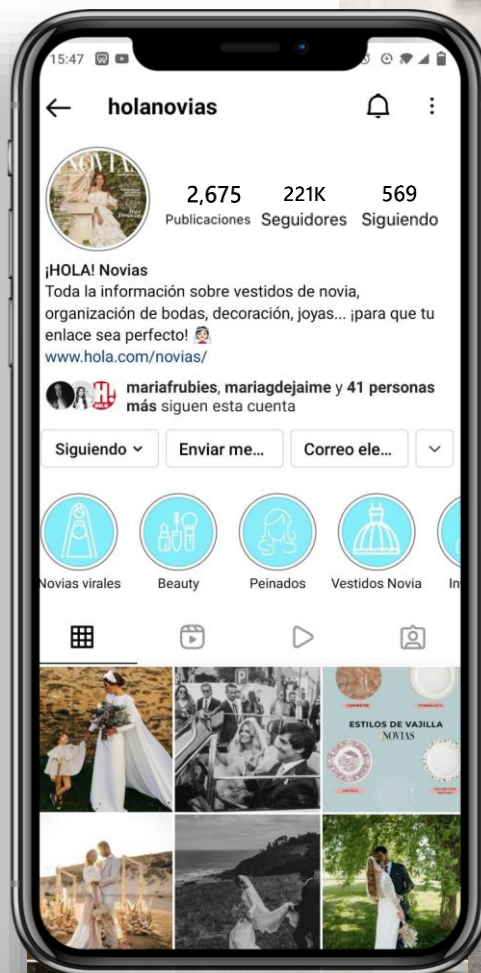 15:47
holanovias
NOVIAS
2,675 221K 569
Publicaciones Seguidores Siguiendo
¡HOLA! Novias
Toda la información sobre vestidos de novia,
organización de bodas, decoración, joyas... ¡para que tu
enlace sea perfecto!
www.hola.com/novias/
mariafrubies, mariagdejaime y 41 personas
más siguen esta cuenta
Siguiendo Enviar me... Correo ele...
Novias virales Beauty Peinados Vestidos Novia In
ESTILOS DE VAJILLA
NOVIAS